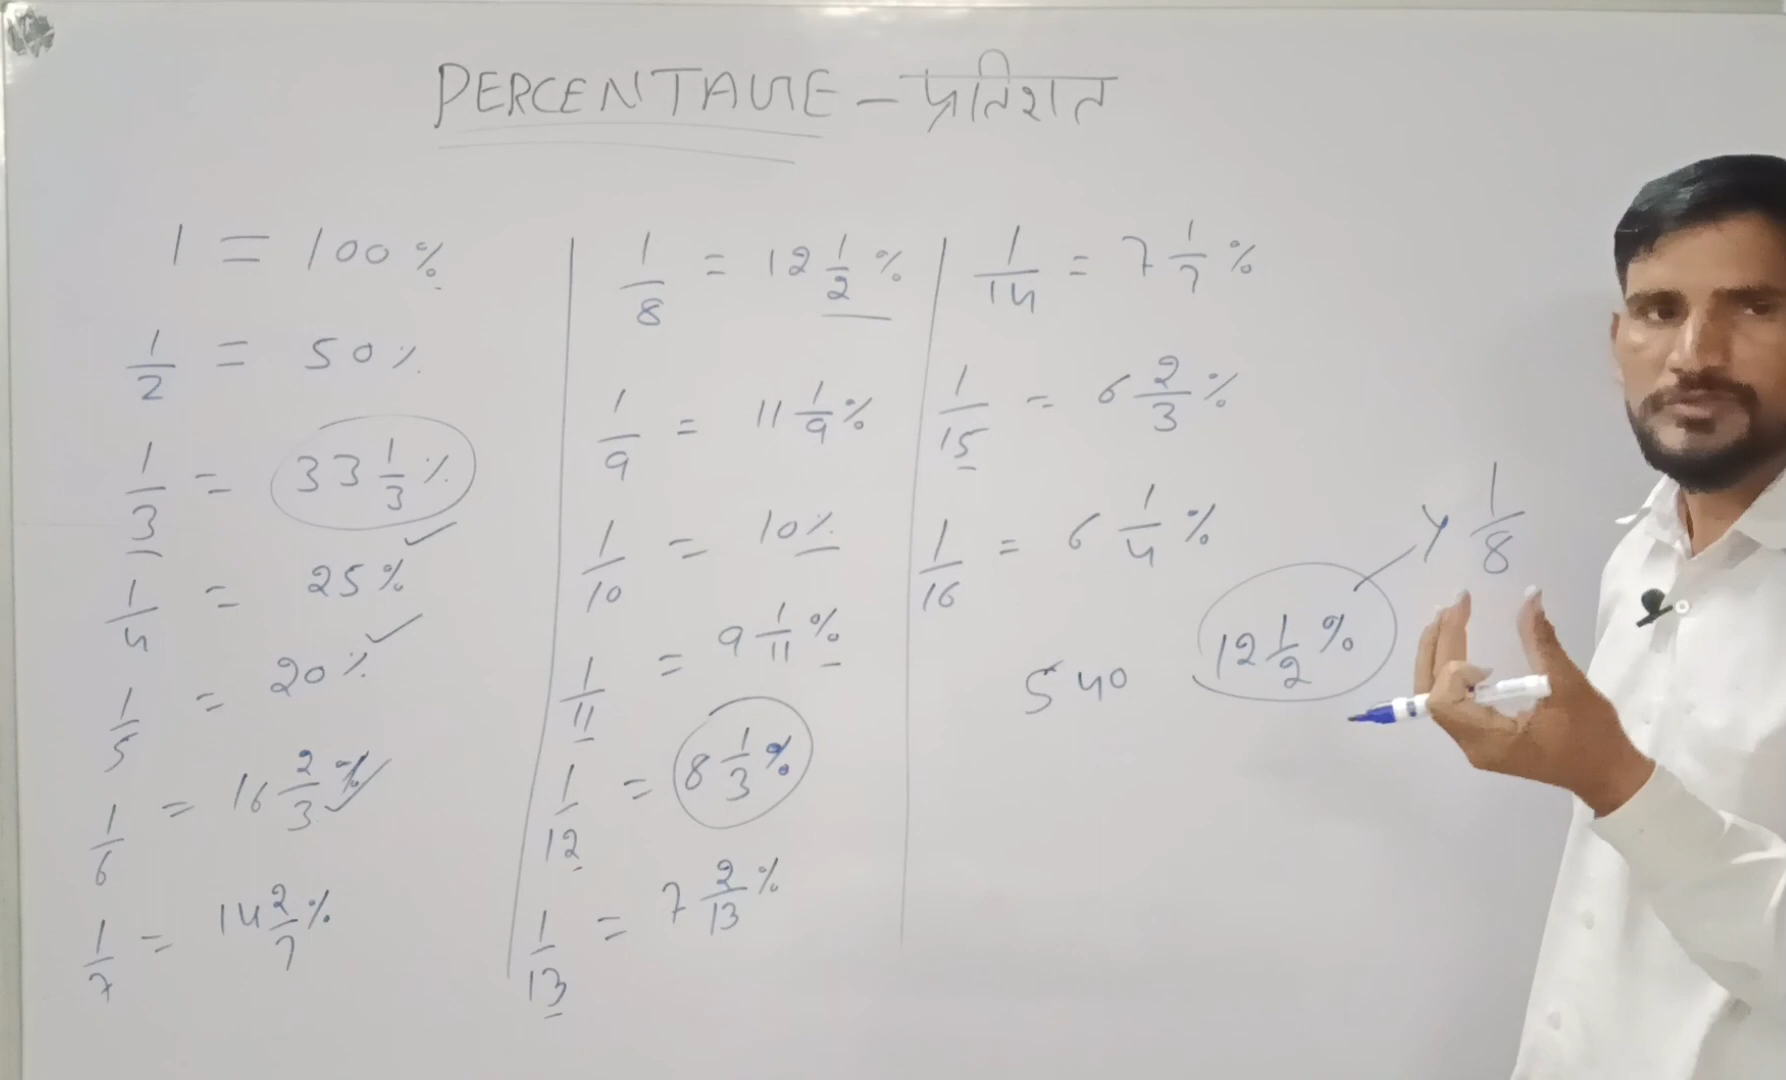 PERCENTAGE - प्रतिशत
1 = 100%
1/2 = 50%
1/3 = 33 1/3 %
1/4 = 25%
1/5 = 20%
1/6 = 16 2/3 %
1/7 = 14 2/7 %
1/8 = 12 1/2 %
1/9 = 11 1/9 %
1/10 = 10%
1/11 = 9 1/11 %
1/12 = 8 1/3 %
1/13 = 7 2/13 %
1/14 = 7 1/7 %
1/15 = 6 2/3 %
1/16 = 6 1/4 %
1/8
540 12 1/2 %